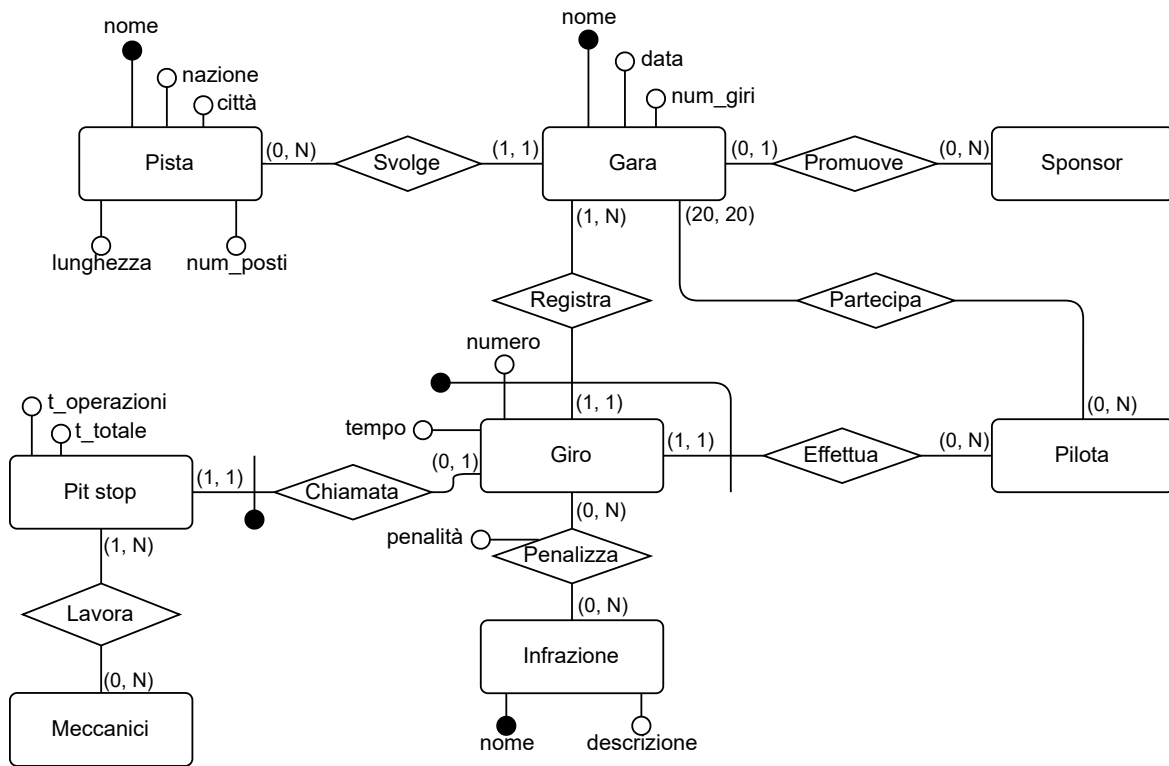 nome
nome
nazione
data
città
num_giri
(0, N)
(1, 1)
(0, 1)
(0, N)
Pista
Svolge
Gara
Promuove
Sponsor
(1, N)
(20, 20)
lunghezza
num_posti
Registra
Partecipa
numero
t_operazioni
(1, 1)
(0, N)
tempo
t_totale
(1, 1)
(0, N)
Giro
Effettua
Pilota
(0, 1)
(1, 1)
Pit stop
Chiamata
(0, N)
penalità
(1, N)
Penalizza
(0, N)
Lavora
Infrazione
(0, N)
Meccanici
nome
descrizione